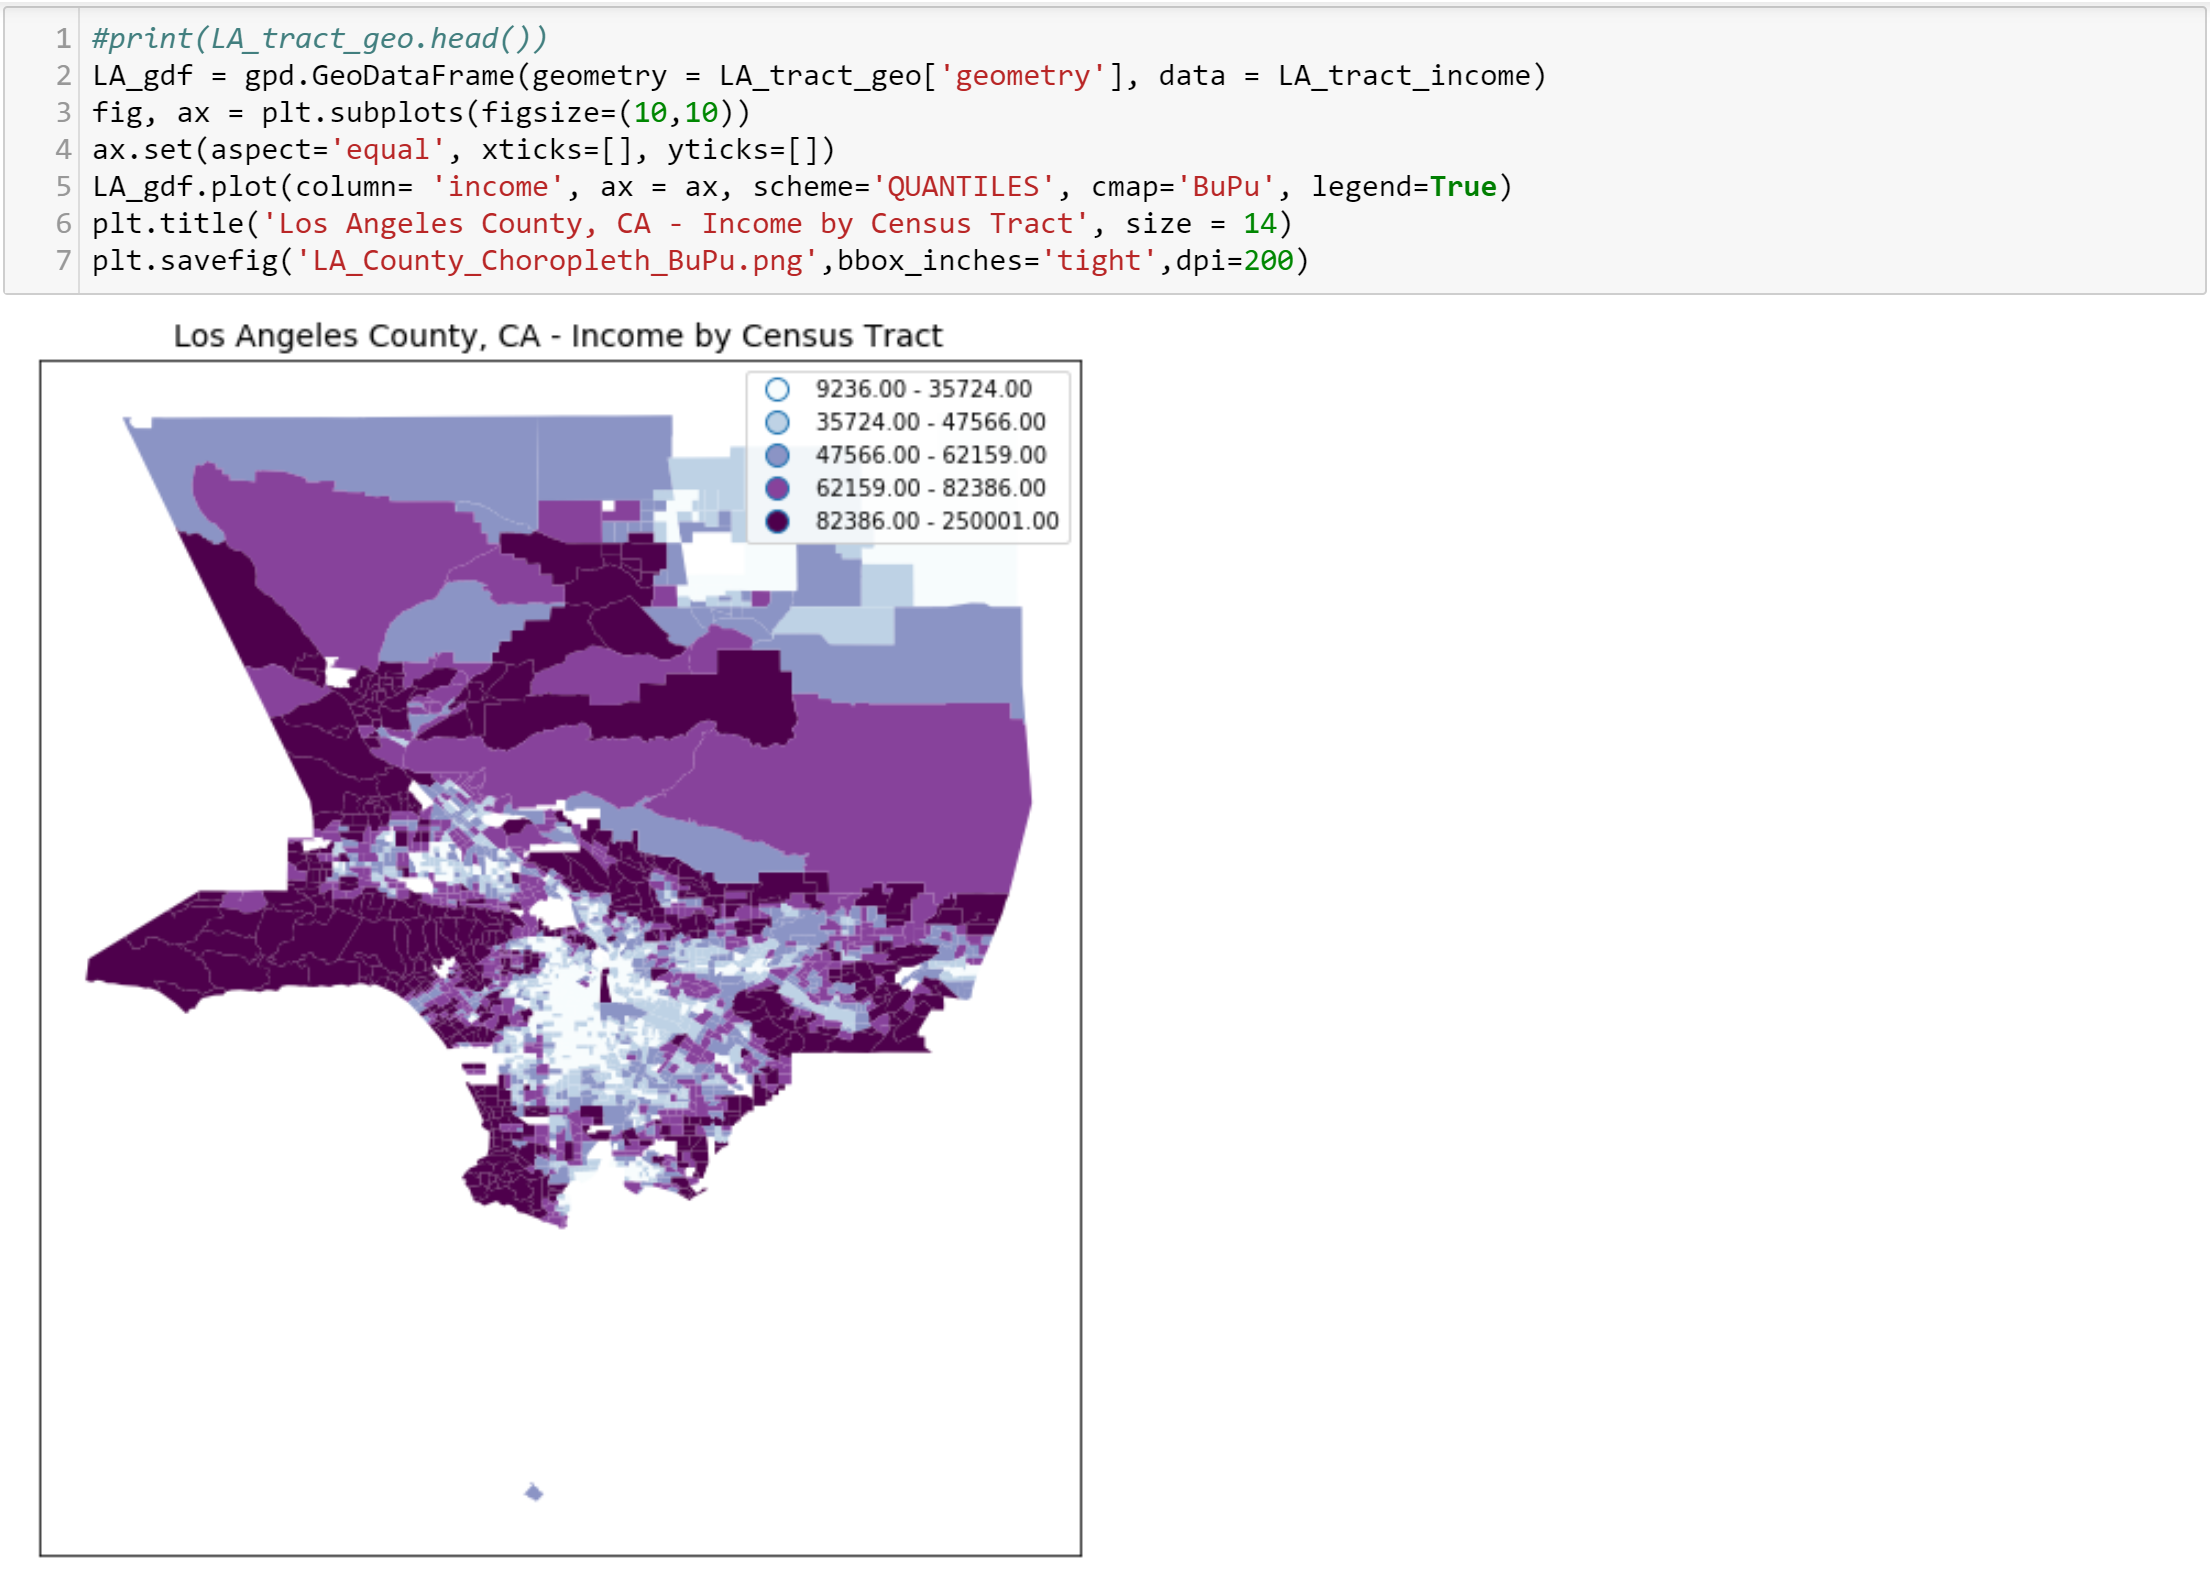 1 #print(LA_tract_geo.head())
2 LA_gdf = gpd.GeoDataFrame(geometry = LA_tract_geo['geometry'], data = LA_tract_income)
3 fig, ax = plt.subplots(figsize=(10,10))
4 ax.set(aspect='equal', xticks=[], yticks=[])
5 LA_gdf.plot(column= 'income', ax = ax, scheme='QUANTILES', cmap='BuPu', legend=True)
6 plt.title('Los Angeles County, CA - Income by Census Tract', size = 14)
7 plt.savefig('LA_County_Choropleth_BuPu.png',bbox_inches='tight',dpi=200)
Los Angeles County, CA - Income by Census Tract
9236.00 - 35724.00
35724.00 - 47566.00
47566.00 - 62159.00
62159.00 - 82386.00
82386.00 - 250001.00